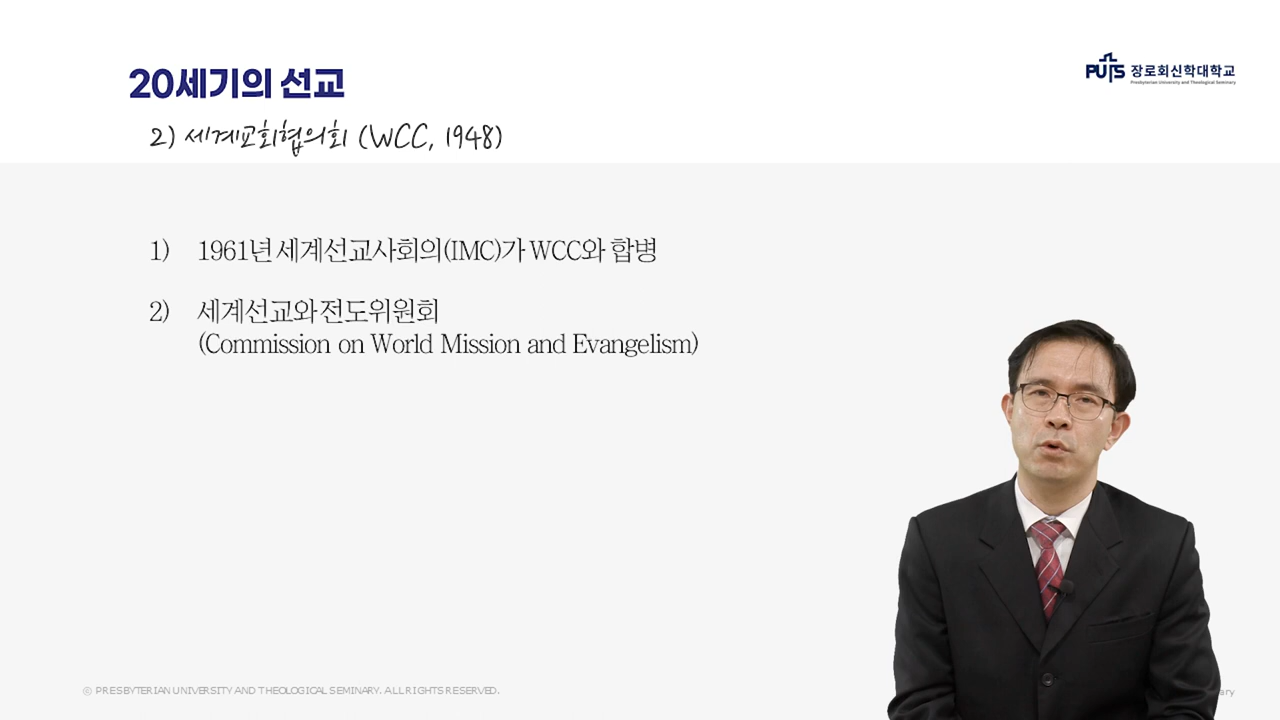 20세기의 선교
PUTS 장로회신학대학교
Presbyterian University and Theological Seminary
2) 세계교회협의회 (WCC, 1948)
1) 1961년 세계선교사회의(IMC)가 WCC와 합병
2) 세계선교와 전도위원회
(Commission on World Mission and Evangelism)
© PRESBYTERIAN UNIVERSITY AND THEOLOGICAL SEMINARY. ALL RIGHTS RESERVED.